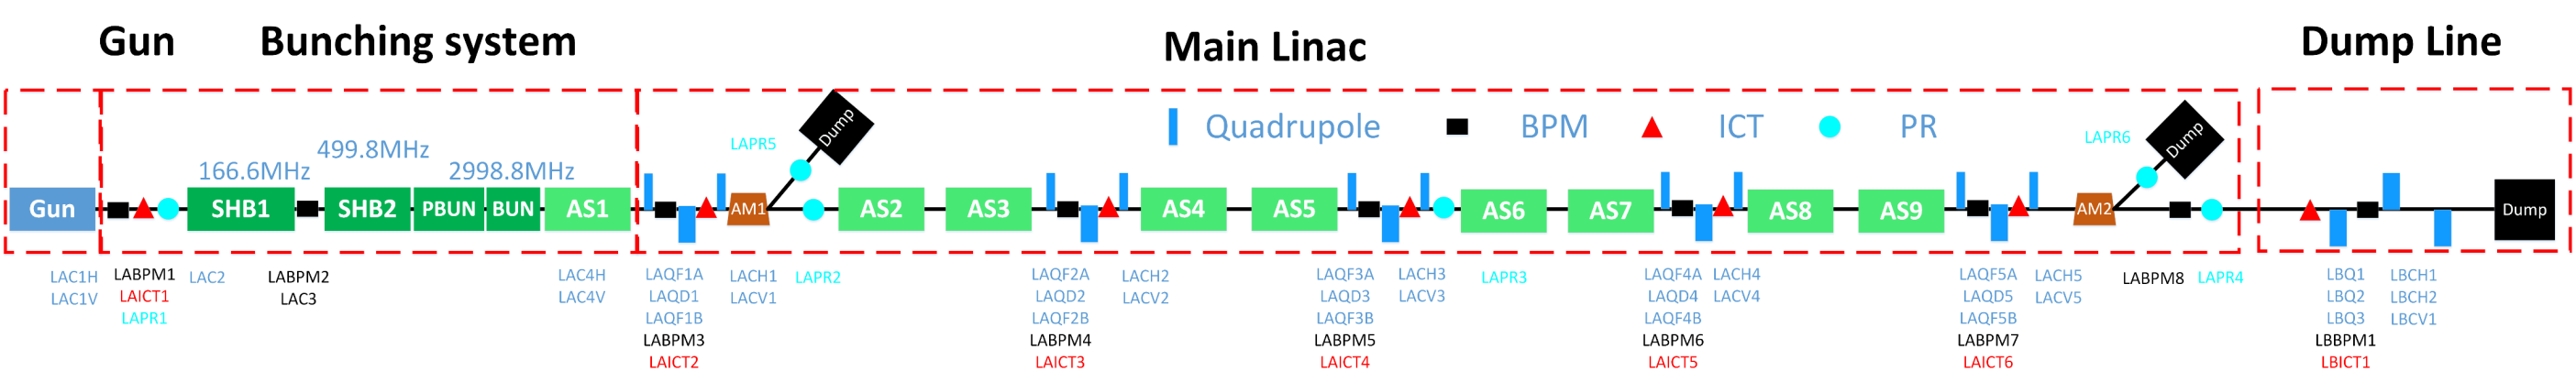 Gun
Bunching system
Main Linac
Dump Line
Quadrupole
BPM
ICT
PR
166.6MHz
499.8MHz
2998.8MHz
LAPR5
Dump
LAPR6
Dump
Gun
SHB1
SHB2
PBUN
BUN
AS1
AM1
AS2
AS3
AS4
AS5
AS6
AS7
AS8
AS9
AM2
Dump
LAC1H
LAC1V
LABPM1
LAICT1
LAPR1
LAC2
LABPM2
LAC3
LAC4H
LAC4V
LAQF1A
LAQD1
LAQF1B
LABPM3
LAICT2
LACH1
LACV1
LAPR2
LAQF2A
LAQD2
LAQF2B
LABPM4
LAICT3
LACH2
LACV2
LAQF3A
LAQD3
LAQF3B
LABPM5
LAICT4
LACH3
LACV3
LAPR3
LAQF4A
LAQD4
LAQF4B
LABPM6
LAICT5
LACH4
LACV4
LAQF5A
LAQD5
LAQF5B
LABPM7
LAICT6
LACH5
LACV5
LABPM8
LAPR4
LBQ1
LBQ2
LBQ3
LBBPM1
LBICT1
LBCH1
LBCH2
LBCV1